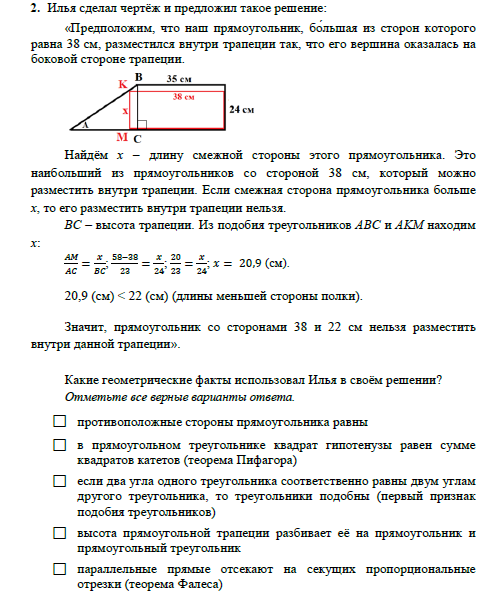 2. Илья сделал чертёж и предложил такое решение:
«Предположим, что наш прямоугольник, бо́льшая из сторон которого
равна 38 см, разместился внутри трапеции так, что его вершина оказалась на
боковой стороне трапеции.
K B 35 см
38 см
x 24 см
A
M C
Найдём x – длину смежной стороны этого прямоугольника. Это
наибольший из прямоугольников со стороной 38 см, который можно
разместить внутри трапеции. Если смежная сторона прямоугольника больше
x, то его разместить внутри трапеции нельзя.
BC – высота трапеции. Из подобия треугольников ABC и AKM находим
x:
AM/AC = x/BC; 58−38/23 = x/24; 20/23 = x/24; x = 20,9 (см).
20,9 (см) < 22 (см) (длины меньшей стороны полки).
Значит, прямоугольник со сторонами 38 и 22 см нельзя разместить
внутри данной трапеции».
Какие геометрические факты использовал Илья в своём решении?
Отметьте все верные варианты ответа.
противоположные стороны прямоугольника равны
в прямоугольном треугольнике квадрат гипотенузы равен сумме
квадратов катетов (теорема Пифагора)
если два угла одного треугольника соответственно равны двум углам
другого треугольника, то треугольники подобны (первый признак
подобия треугольников)
высота прямоугольной трапеции разбивает её на прямоугольник и
прямоугольный треугольник
параллельные прямые отсекают на секущих пропорциональные
отрезки (теорема Фалеса)